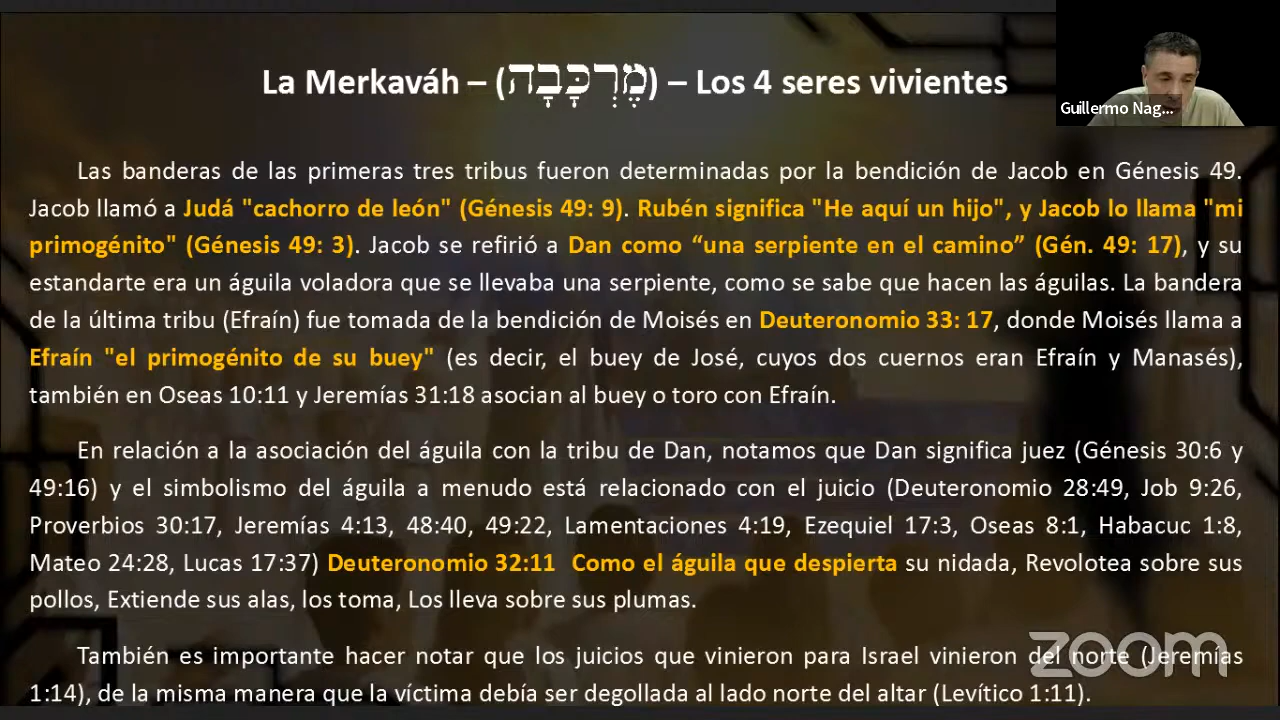 La Merkaváh – (מֶרְכָּבָה) – Los 4 seres vivientes
Guillermo Nag...
Las banderas de las primeras tres tribus fueron determinadas por la bendición de Jacob en Génesis 49.
Jacob llamó a Judá "cachorro de león" (Génesis 49: 9). Rubén significa "He aquí un hijo", y Jacob lo llama "mi
primogénito" (Génesis 49: 3). Jacob se refirió a Dan como “una serpiente en el camino” (Gén. 49: 17), y su
estandarte era un águila voladora que se llevaba una serpiente, como se sabe que hacen las águilas. La bandera
de la última tribu (Efraín) fue tomada de la bendición de Moisés en Deuteronomio 33: 17, donde Moisés llama a
Efraín "el primogénito de su buey" (es decir, el buey de José, cuyos dos cuernos eran Efraín y Manasés),
también en Oseas 10:11 y Jeremías 31:18 asocian al buey o toro con Efraín.
En relación a la asociación del águila con la tribu de Dan, notamos que Dan significa juez (Génesis 30:6 y
49:16) y el simbolismo del águila a menudo está relacionado con el juicio (Deuteronomio 28:49, Job 9:26,
Proverbios 30:17, Jeremías 4:13, 48:40, 49:22, Lamentaciones 4:19, Ezequiel 17:3, Oseas 8:1, Habacuc 1:8,
Mateo 24:28, Lucas 17:37) Deuteronomio 32:11 Como el águila que despierta su nidada, Revolotea sobre sus
pollos, Extiende sus alas, los toma, Los lleva sobre sus plumas.
También es importante hacer notar que los juicios que vinieron para Israel vinieron del norte (Jeremías
1:14), de la misma manera que la víctima debía ser degollada al lado norte del altar (Levítico 1:11).
zoom